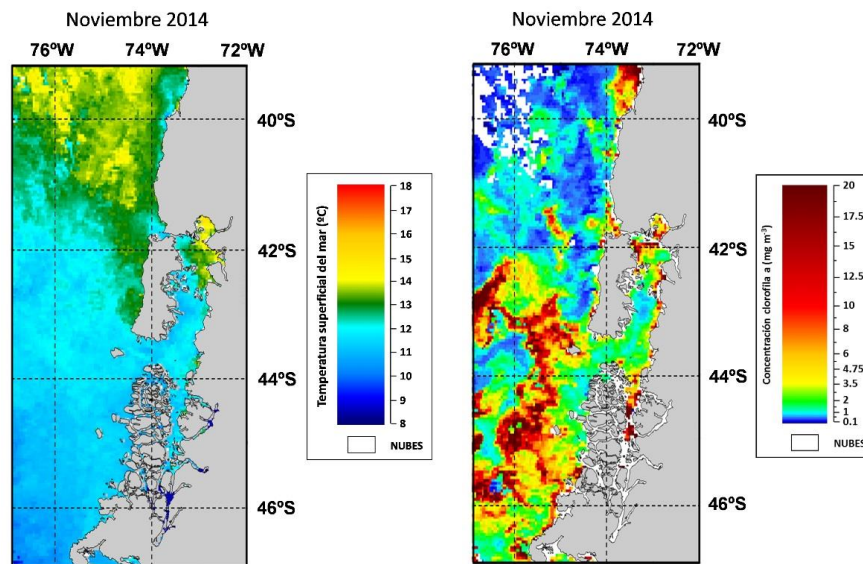 Noviembre 2014
76ºW 74ºW 72ºW
40ºS
42ºS
44ºS
46ºS
Temperatura superficial del mar (ºC)
18
17
16
15
14
13
12
11
10
9
8
NUBES
Noviembre 2014
76ºW 74ºW 72ºW
40ºS
42ºS
44ºS
46ºS
Concentración clorofila a (mg m-3)
20
17.5
15
12.5
10
8
6
4.75
3.5
2
1
0.1
NUBES